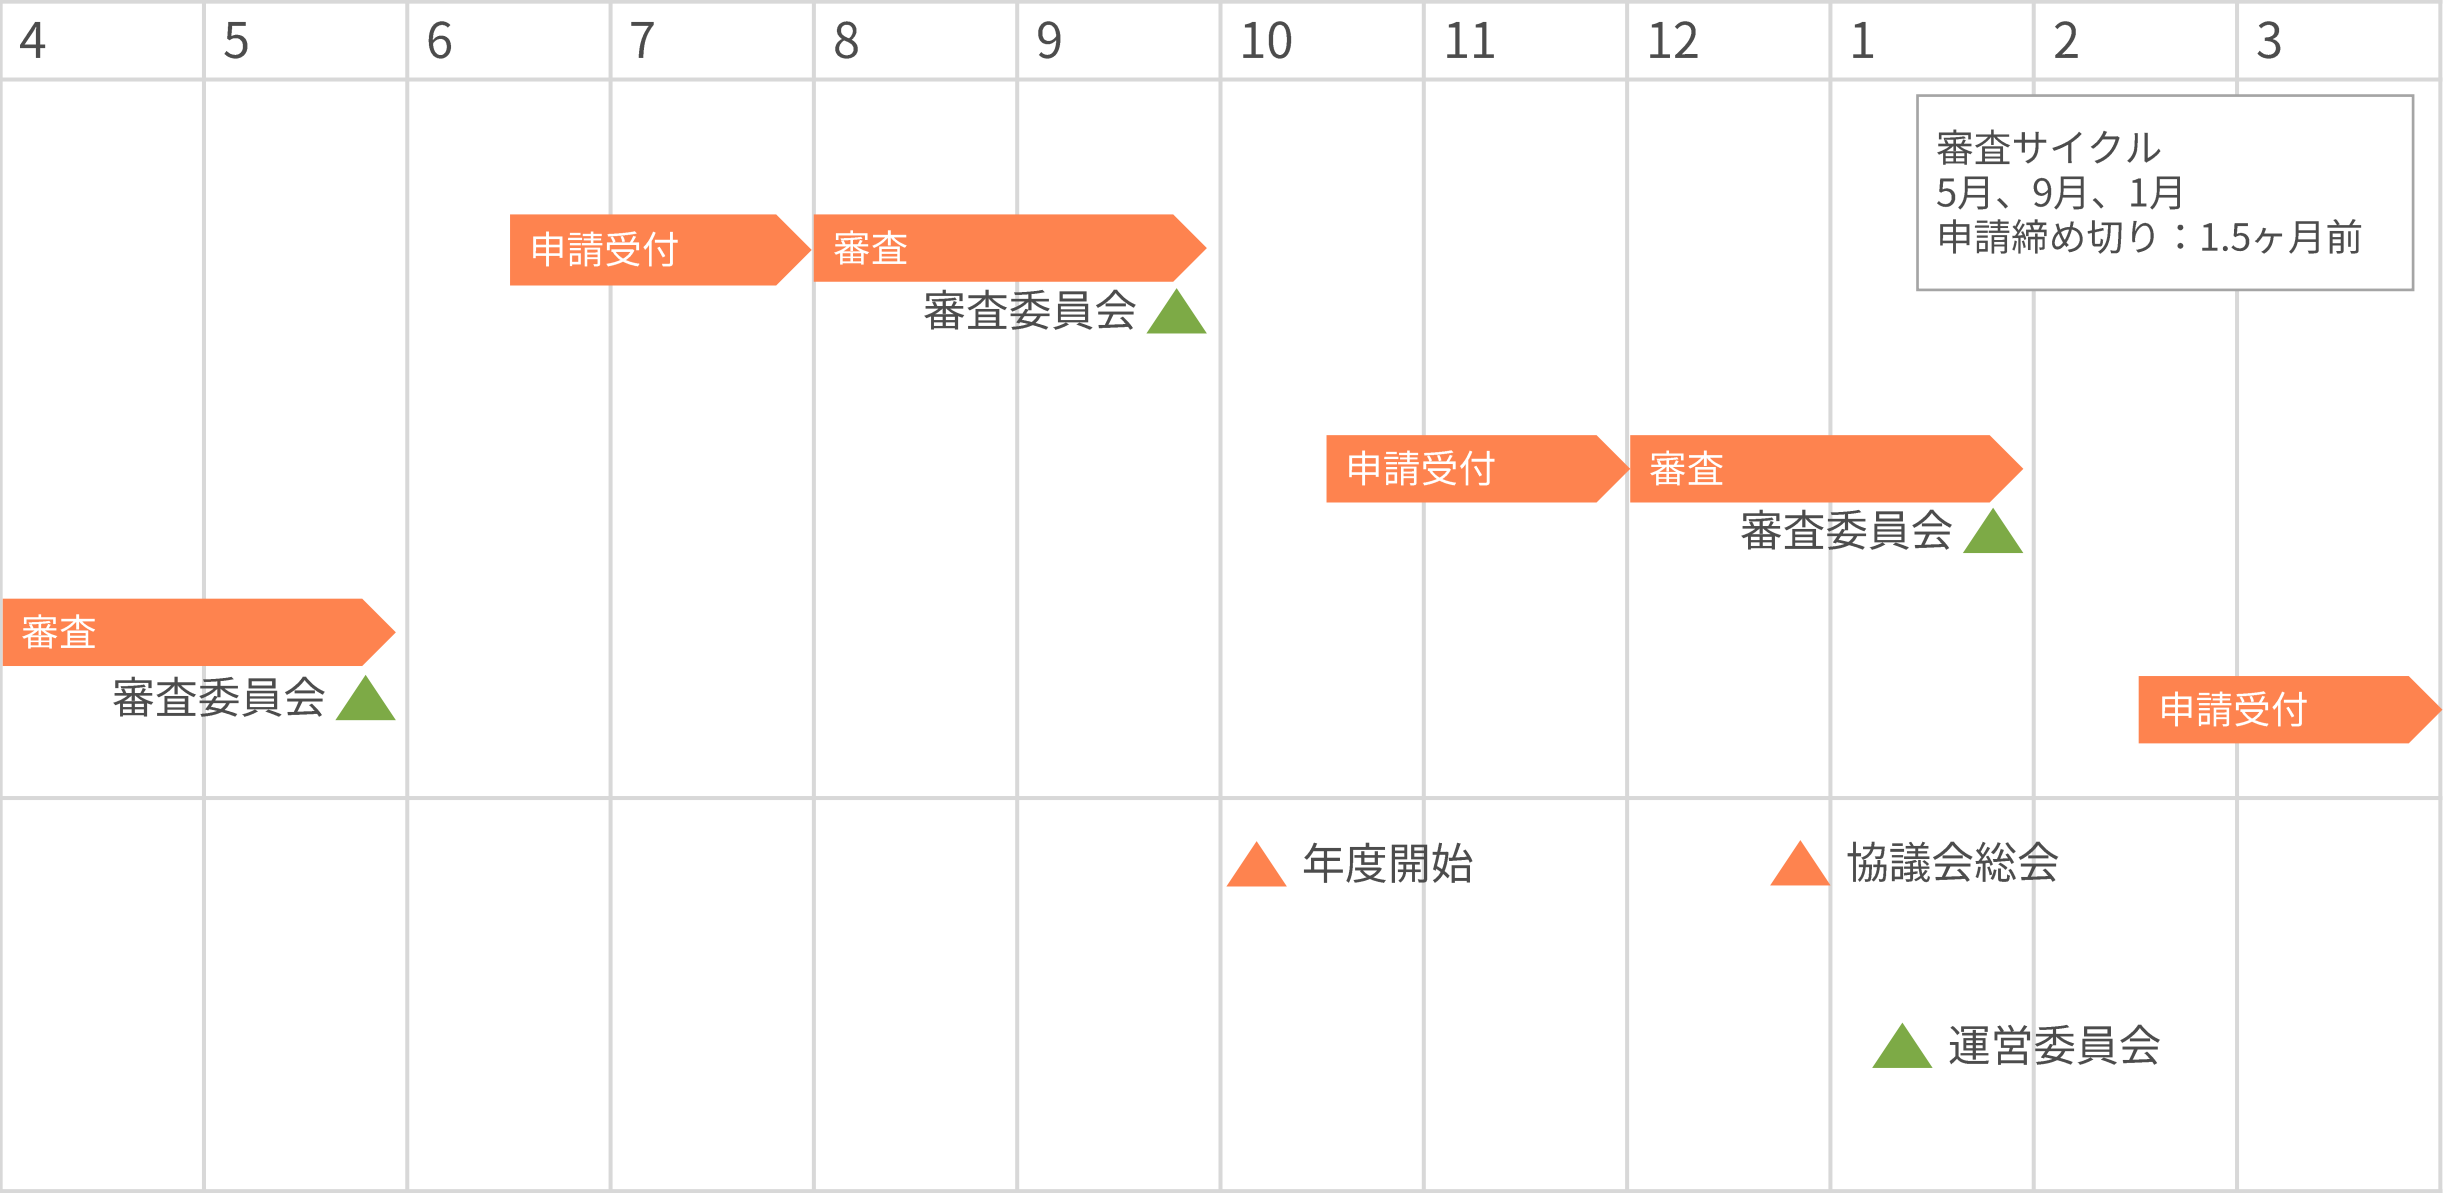 4 5 6 7 8 9 10 11 12 1 2 3
審査サイクル
5月、9月、1月
申請締め切り：1.5ヶ月前
申請受付 審査
審査委員会
申請受付 審査
審査委員会
審査
審査委員会
申請受付
年度開始
協議会総会
運営委員会